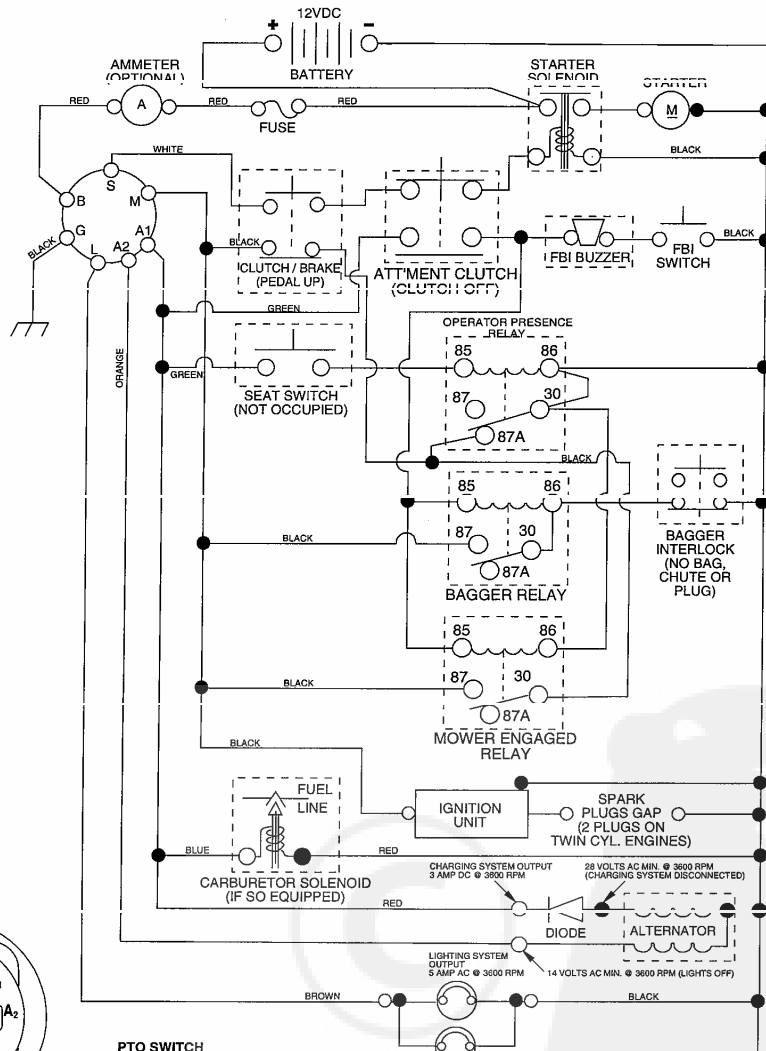 12VDC
+
-
BATTERY
AMMETER
(OPTIONAL)
STARTER
SOLENOID
STARTER
RED
A
RED
RED
M
FUSE
WHITE
BLACK
S
B
M
G
L
A2
A1
BLACK
BLACK
CLUTCH / BRAKE
(PEDAL UP)
ATT'MENT CLUTCH
(CLUTCH OFF)
FBI BUZZER
FBI
SWITCH
BLACK
GREEN
OPERATOR PRESENCE
RELAY
ORANGE
GREEN
SEAT SWITCH
(NOT OCCUPIED)
85
86
87
30
87A
BLACK
85
86
87
30
87A
BAGGER RELAY
BLACK
BAGGER
INTERLOCK
(NO BAG,
CHUTE OR
PLUG)
85
86
87
30
87A
MOWER ENGAGED
RELAY
BLACK
BLACK
FUEL
LINE
IGNITION
UNIT
SPARK
PLUGS GAP
(2 PLUGS ON
TWIN CYL. ENGINES)
BLUE
RED
CARBURETOR SOLENOID
(IF SO EQUIPPED)
CHARGING SYSTEM OUTPUT
3 AMP DC @ 3600 RPM
28 VOLTS AC MIN. @ 3600 RPM
(CHARGING SYSTEM DISCONNECTED)
RED
DIODE
ALTERNATOR
LIGHTING SYSTEM
OUTPUT
5 AMP AC @ 3600 RPM
14 VOLTS AC MIN. @ 3600 RPM (LIGHTS OFF)
BROWN
BLACK
A2
PTO SWITCH
©